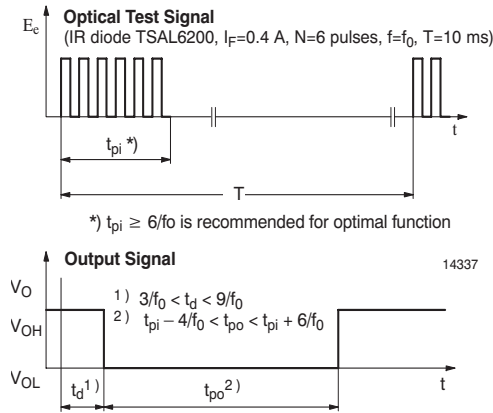 Optical Test Signal
Ee
(IR diode TSAL6200, IF=0.4 A, N=6 pulses, f=f0, T=10 ms)
t
tpi *)
T
*) tpi ≥ 6/fo is recommended for optimal function
Output Signal
14337
VO
1) 3/f0 < td < 9/f0
VOH
2) tpi – 4/f0 < tpo < tpi + 6/f0
VOL
td1)
tpo2)
t